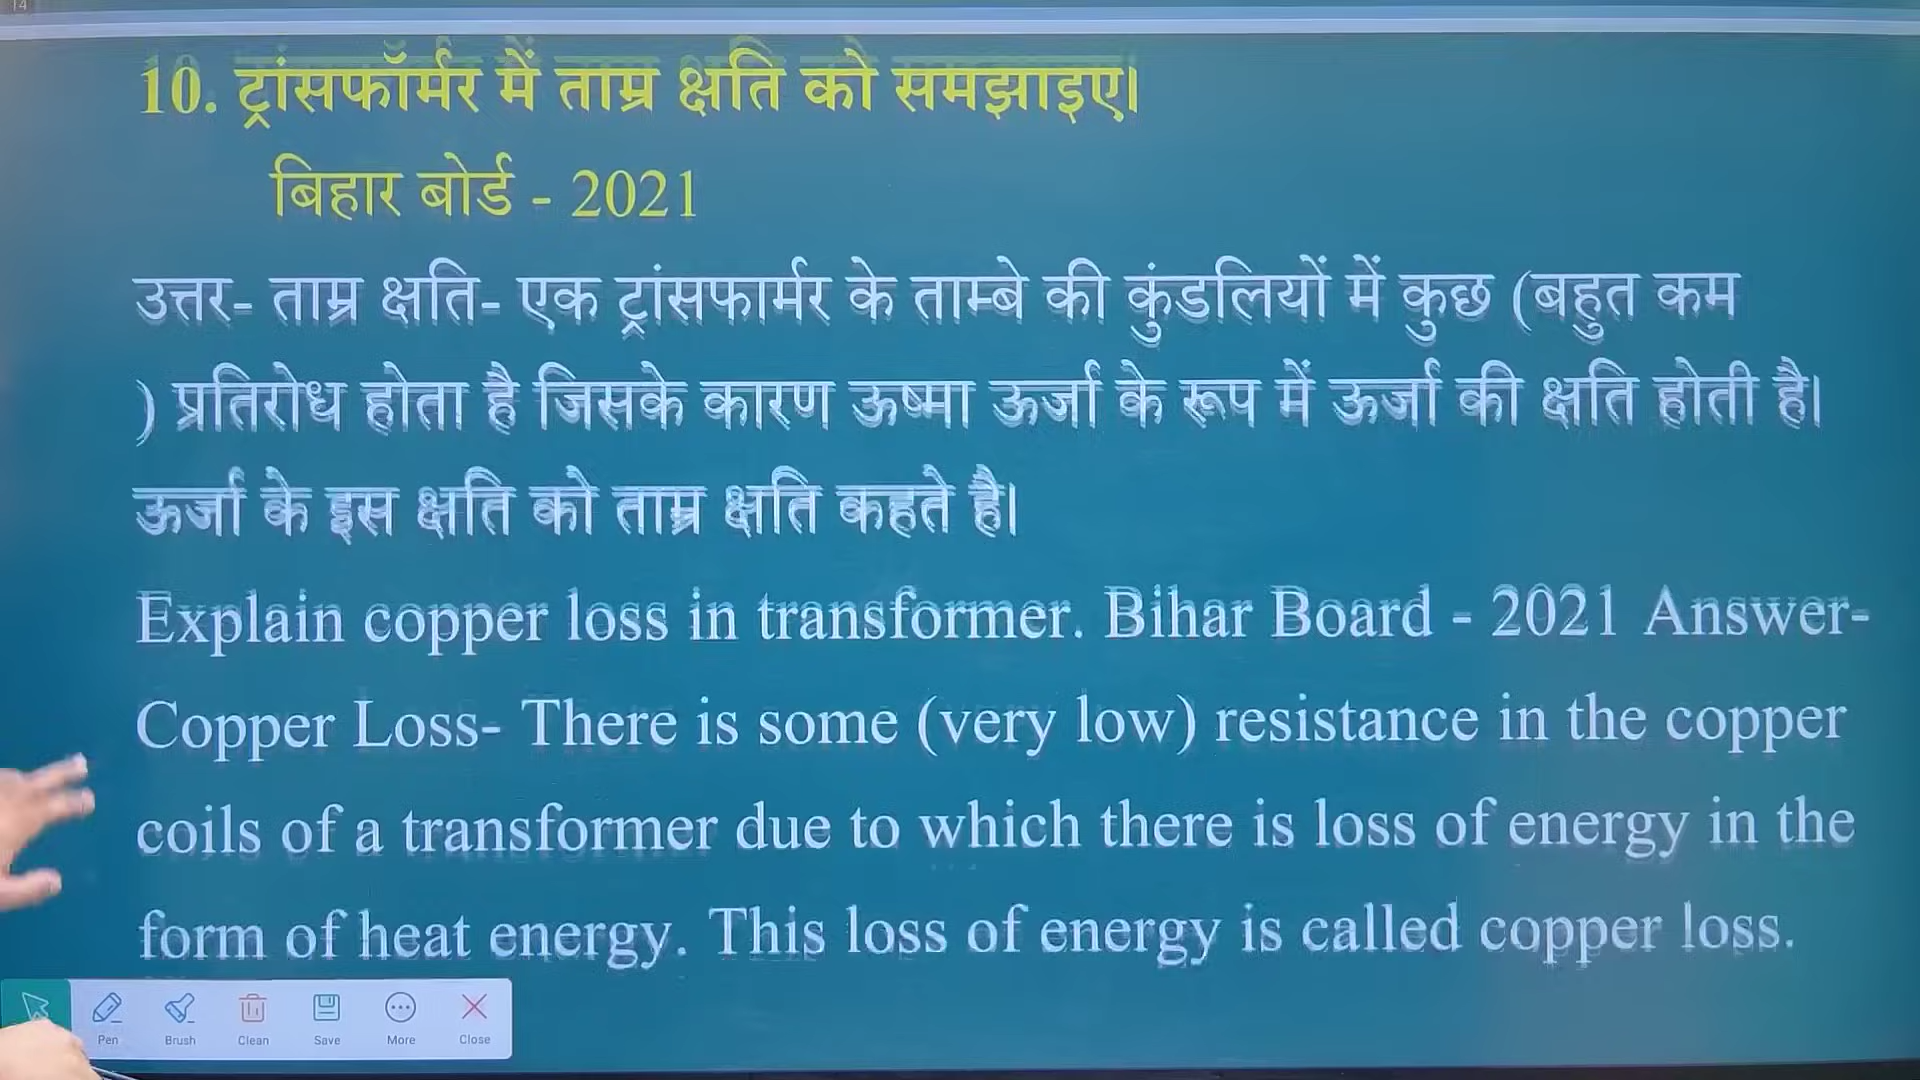 14
10. ट्रांसफॉर्मर में ताम्र क्षति को समझाइए।
बिहार बोर्ड - 2021
उत्तर- ताम्र क्षति- एक ट्रांसफार्मर के ताम्बे की कुंडलियों में कुछ (बहुत कम
) प्रतिरोध होता है जिसके कारण ऊष्मा ऊर्जा के रूप में ऊर्जा की क्षति होती है।
ऊर्जा के इस क्षति को ताम्र क्षति कहते है।
Explain copper loss in transformer. Bihar Board - 2021 Answer-
Copper Loss- There is some (very low) resistance in the copper
coils of a transformer due to which there is loss of energy in the
form of heat energy. This loss of energy is called copper loss.
Pen Brush Clean Save More Close